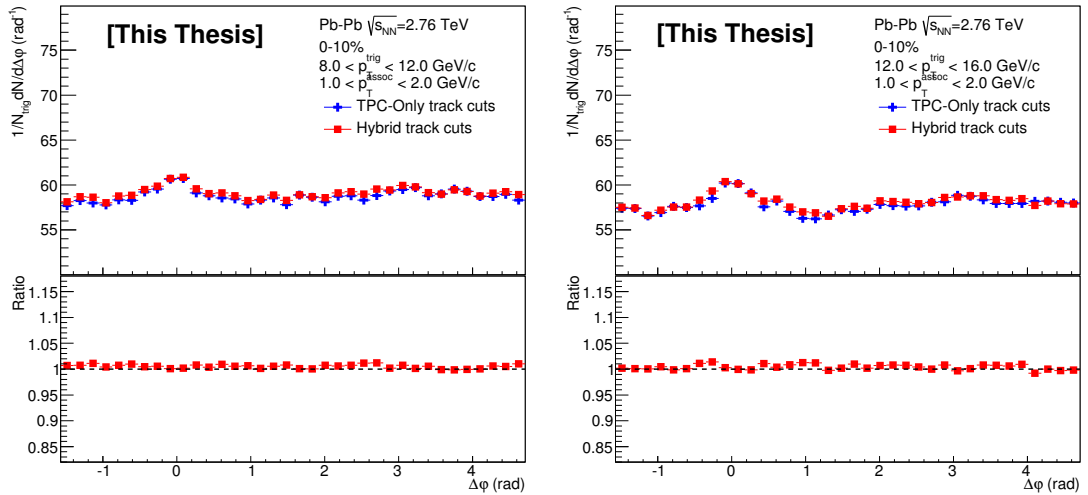 [This Thesis]
Pb-Pb √s_NN=2.76 TeV
0-10%
8.0 < p_T^trig < 12.0 GeV/c
1.0 < p_T^assoc < 2.0 GeV/c
TPC-Only track cuts
Hybrid track cuts
1/N_trig dN/dΔφ (rad⁻¹)
75
70
65
60
55
Ratio
1.15
1.1
1.05
1
0.95
0.9
0.85
-1 0 1 2 3 4
Δφ (rad)
[This Thesis]
Pb-Pb √s_NN=2.76 TeV
0-10%
12.0 < p_T^trig < 16.0 GeV/c
1.0 < p_T^assoc < 2.0 GeV/c
TPC-Only track cuts
Hybrid track cuts
1/N_trig dN/dΔφ (rad⁻¹)
75
70
65
60
55
Ratio
1.15
1.1
1.05
1
0.95
0.9
0.85
-1 0 1 2 3 4
Δφ (rad)